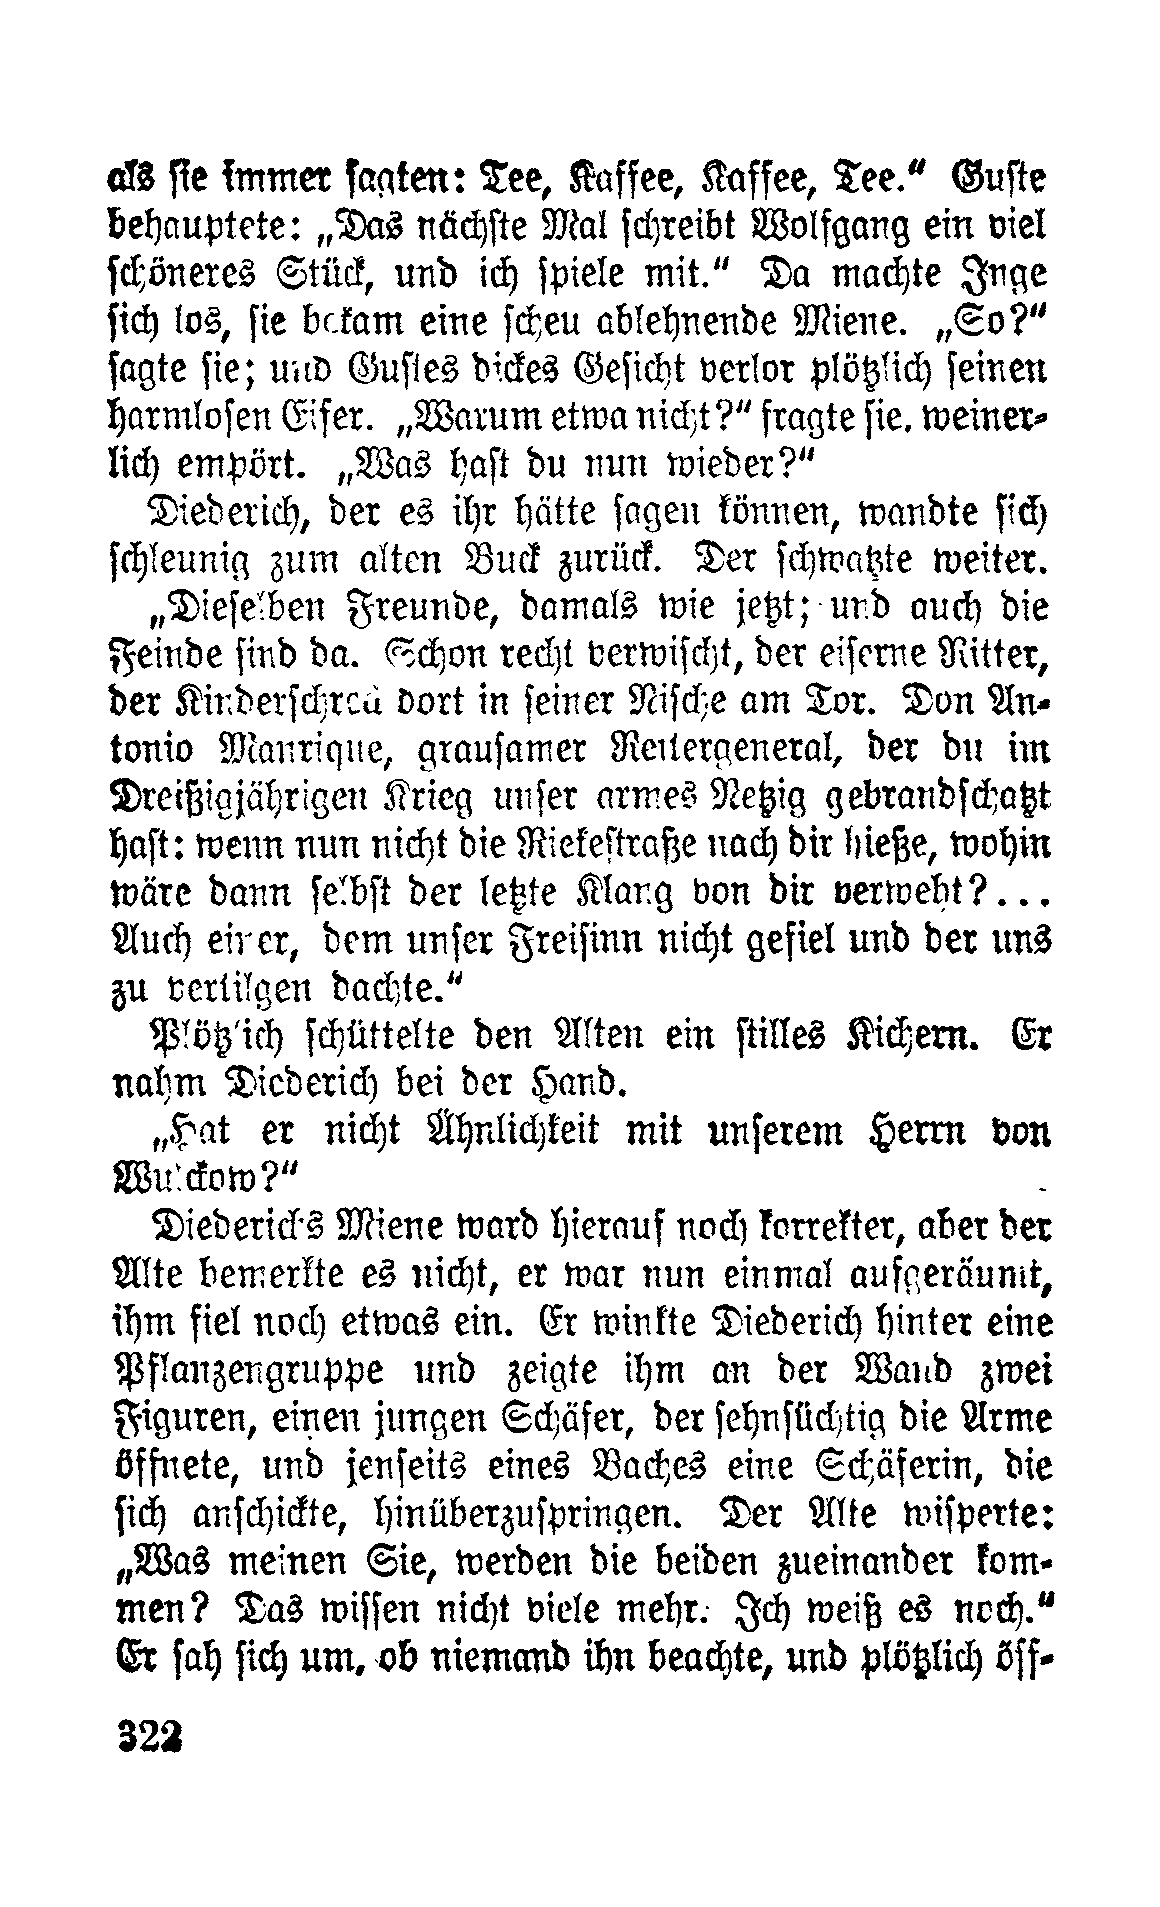 als sie immer sagten: Tee, Kaffee, Kaffee, Tee.“ Guste
behauptete: „Das nächste Mal schreibt Wolfgang ein viel
schöneres Stück, und ich spiele mit.“ Da machte Inge
sich los, sie bekam eine scheu ablehnende Miene. „So?“
sagte sie; und Gustes dickes Gesicht verlor plötzlich seinen
harmlosen Eifer. „Warum etwa nicht?“ fragte sie, weiner-
lich empört. „Was hast du nun wieder?“
Diederich, der es ihr hätte sagen können, wandte sich
schleunig zum alten Buck zurück. Der schwatzte weiter.
„Dieselben Freunde, damals wie jetzt; und auch die
Feinde sind da. Schon recht verwischt, der eiserne Ritter,
der Kinderschreck dort in seiner Nische am Tor. Don An-
tonio Manrique, grausamer Reitergeneral, der du im
Dreißigjährigen Krieg unser armes Netzig gebrandschatzt
hast: wenn nun nicht die Riekestraße nach dir hieße, wohin
wäre dann selbst der letzte Klang von dir verweht?...
Auch einer, dem unser Freisinn nicht gefiel und der uns
zu vertilgen dachte.“
Plötzlich schüttelte den Alten ein stilles Kichern. Er
nahm Diederich bei der Hand.
„Hat er nicht Ähnlichkeit mit unserem Herrn von
Wulckow?“
Diederichs Miene ward hierauf noch korrekter, aber der
Alte bemerkte es nicht, er war nun einmal aufgeräumt,
ihm fiel noch etwas ein. Er winkte Diederich hinter eine
Pflanzengruppe und zeigte ihm an der Wand zwei
Figuren, einen jungen Schäfer, der sehnsüchtig die Arme
öffnete, und jenseits eines Baches eine Schäferin, die
sich anschickte, hinüberzuspringen. Der Alte wisperte:
„Was meinen Sie, werden die beiden zueinander kom-
men? Das wissen nicht viele mehr. Ich weiß es noch.“
Er sah sich um, ob niemand ihn beachte, und plötzlich öff-
322